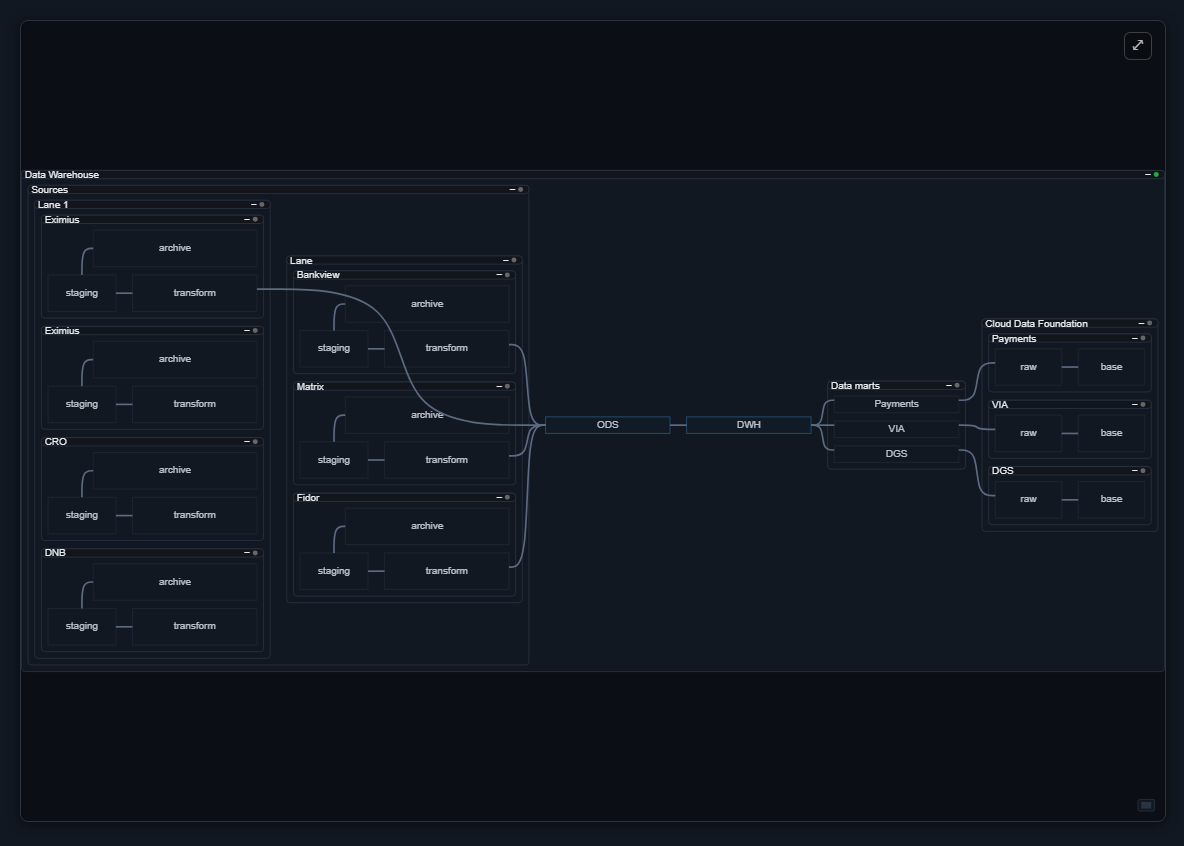 Data Warehouse
Sources
Lane 1
Eximius
archive
staging
transform
Eximius
archive
staging
transform
CRO
archive
staging
transform
DNB
archive
staging
transform
Lane
Bankview
archive
staging
transform
Matrix
archive
staging
transform
Fidor
archive
staging
transform
ODS
DWH
Data marts
Payments
VIA
DGS
Cloud Data Foundation
Payments
raw
base
VIA
raw
base
DGS
raw
base